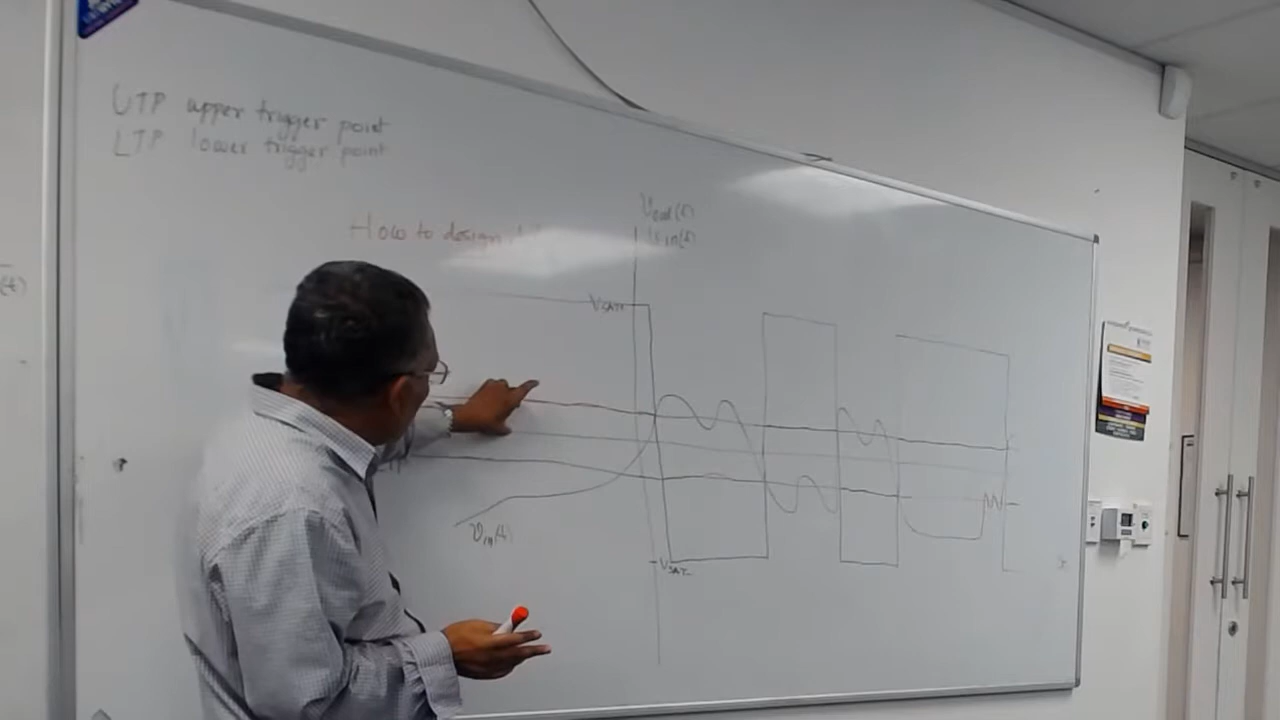 UTP upper trigger point
LTP lower trigger point
Vout(t)
Vin(t)
How to design
VSAT+
Vin(t)
VSAT-
(t)